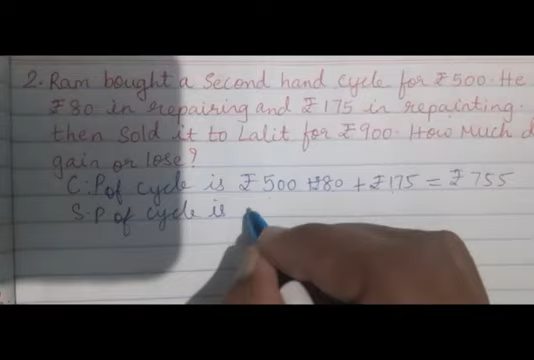 2. Ram bought a Second hand cycle for ₹500. He
₹80 in repairing and ₹175 in repainting.
then Sold it to Lalit for ₹900. How Much d
gain or lose?
C.P of cycle is ₹500 + ₹80 + ₹175 = ₹755
S.P of cycle is